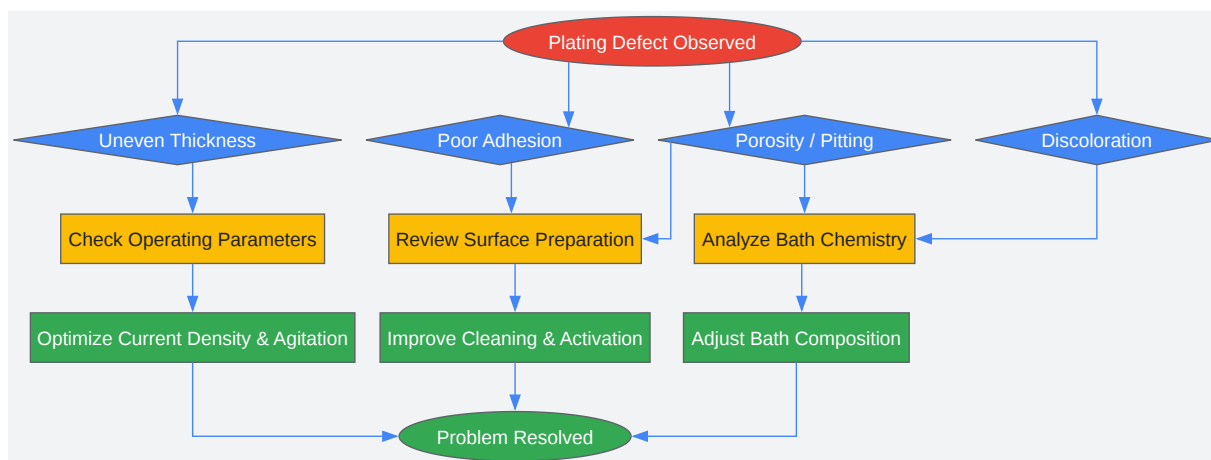 Plating Defect Observed
Uneven Thickness
Poor Adhesion
Porosity / Pitting
Discoloration
Check Operating Parameters
Review Surface Preparation
Analyze Bath Chemistry
Optimize Current Density & Agitation
Improve Cleaning & Activation
Adjust Bath Composition
Problem Resolved